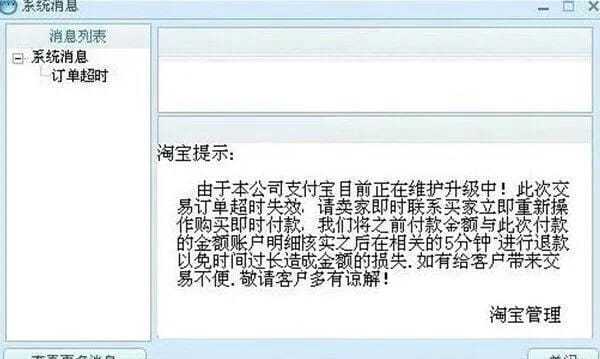 系统消息
消息列表
系统消息
订单超时
淘宝提示:
由于本公司支付宝目前正在维护升级中!此次交
易订单超时失效.请卖家即时联系买家立即重新操
作购买即时付款.我们将之前付款金额与此次付款
的金额账户明细核实之后在相关的5分钟"进行退款
以免时间过长造成金额的损失.如有给客户带来交
易不便.敬请客户多有谅解!
淘宝管理